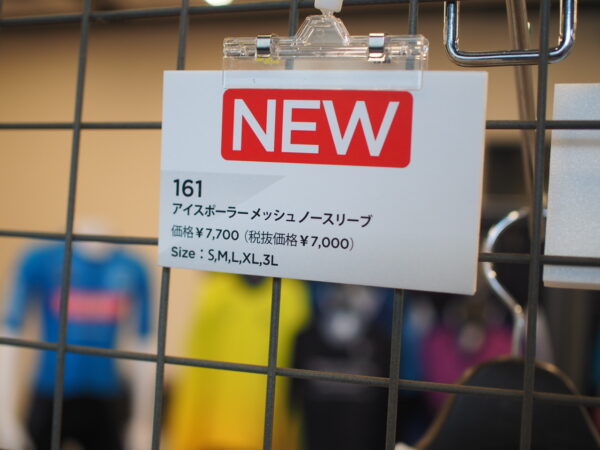 NEW
161
アイスポーラーメッシュノースリーブ
価格￥7,700（税抜価格￥7,000）
Size：S,M,L,XL,3L